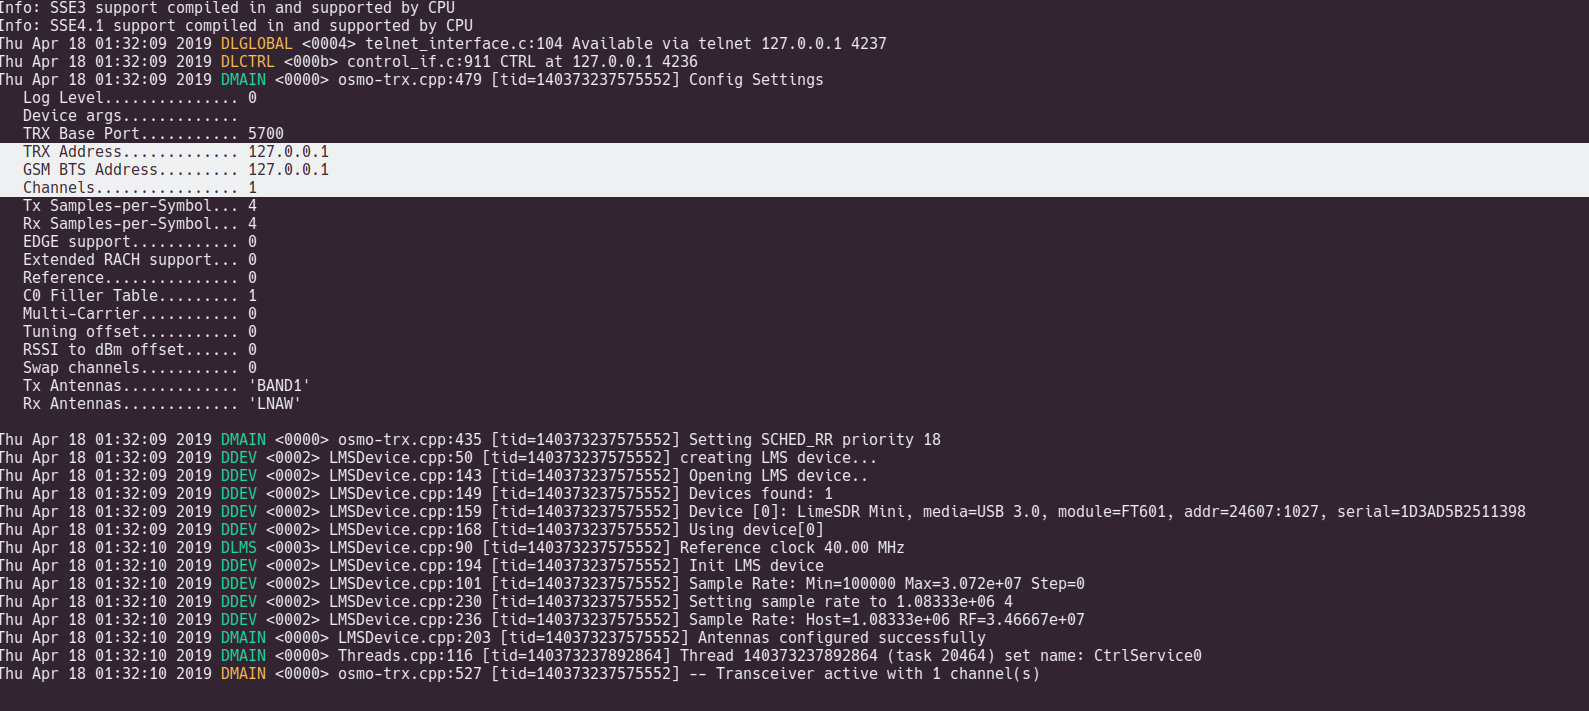 Info: SSE3 support compiled in and supported by CPU
Info: SSE4.1 support compiled in and supported by CPU
Thu Apr 18 01:32:09 2019 DLGLOBAL <0004> telnet_interface.c:104 Available via telnet 127.0.0.1 4237
Thu Apr 18 01:32:09 2019 DLCTRL <000b> control_if.c:911 CTRL at 127.0.0.1 4236
Thu Apr 18 01:32:09 2019 DMAIN <0000> osmo-trx.cpp:479 [tid=140373237575552] Config Settings
Log Level............... 0
Device args.............
TRX Base Port........... 5700
TRX Address............. 127.0.0.1
GSM BTS Address......... 127.0.0.1
Channels................ 1
Tx Samples-per-Symbol... 4
Rx Samples-per-Symbol... 4
EDGE support............ 0
Extended RACH support... 0
Reference............... 0
C0 Filler Table......... 1
Multi-Carrier........... 0
Tuning offset........... 0
RSSI to dBm offset...... 0
Swap channels........... 0
Tx Antennas............. 'BAND1'
Rx Antennas............. 'LNAW'
Thu Apr 18 01:32:09 2019 DMAIN <0000> osmo-trx.cpp:435 [tid=140373237575552] Setting SCHED_RR priority 18
Thu Apr 18 01:32:09 2019 DDEV <0002> LMSDevice.cpp:50 [tid=140373237575552] creating LMS device...
Thu Apr 18 01:32:09 2019 DDEV <0002> LMSDevice.cpp:143 [tid=140373237575552] Opening LMS device..
Thu Apr 18 01:32:09 2019 DDEV <0002> LMSDevice.cpp:149 [tid=140373237575552] Devices found: 1
Thu Apr 18 01:32:09 2019 DDEV <0002> LMSDevice.cpp:159 [tid=140373237575552] Device [0]: LimeSDR Mini, media=USB 3.0, module=FT601, addr=24607:1027, serial=1D3AD5B2511398
Thu Apr 18 01:32:09 2019 DDEV <0002> LMSDevice.cpp:168 [tid=140373237575552] Using device[0]
Thu Apr 18 01:32:10 2019 DLMS <0003> LMSDevice.cpp:90 [tid=140373237575552] Reference clock 40.00 MHz
Thu Apr 18 01:32:10 2019 DDEV <0002> LMSDevice.cpp:194 [tid=140373237575552] Init LMS device
Thu Apr 18 01:32:10 2019 DDEV <0002> LMSDevice.cpp:101 [tid=140373237575552] Sample Rate: Min=100000 Max=3.072e+07 Step=0
Thu Apr 18 01:32:10 2019 DDEV <0002> LMSDevice.cpp:230 [tid=140373237575552] Setting sample rate to 1.08333e+06 4
Thu Apr 18 01:32:10 2019 DDEV <0002> LMSDevice.cpp:236 [tid=140373237575552] Sample Rate: Host=1.08333e+06 RF=3.46667e+07
Thu Apr 18 01:32:10 2019 DMAIN <0000> LMSDevice.cpp:203 [tid=140373237575552] Antennas configured successfully
Thu Apr 18 01:32:10 2019 DMAIN <0000> Threads.cpp:116 [tid=140373237892864] Thread 140373237892864 (task 20464) set name: CtrlService0
Thu Apr 18 01:32:10 2019 DMAIN <0000> osmo-trx.cpp:527 [tid=140373237575552] -- Transceiver active with 1 channel(s)